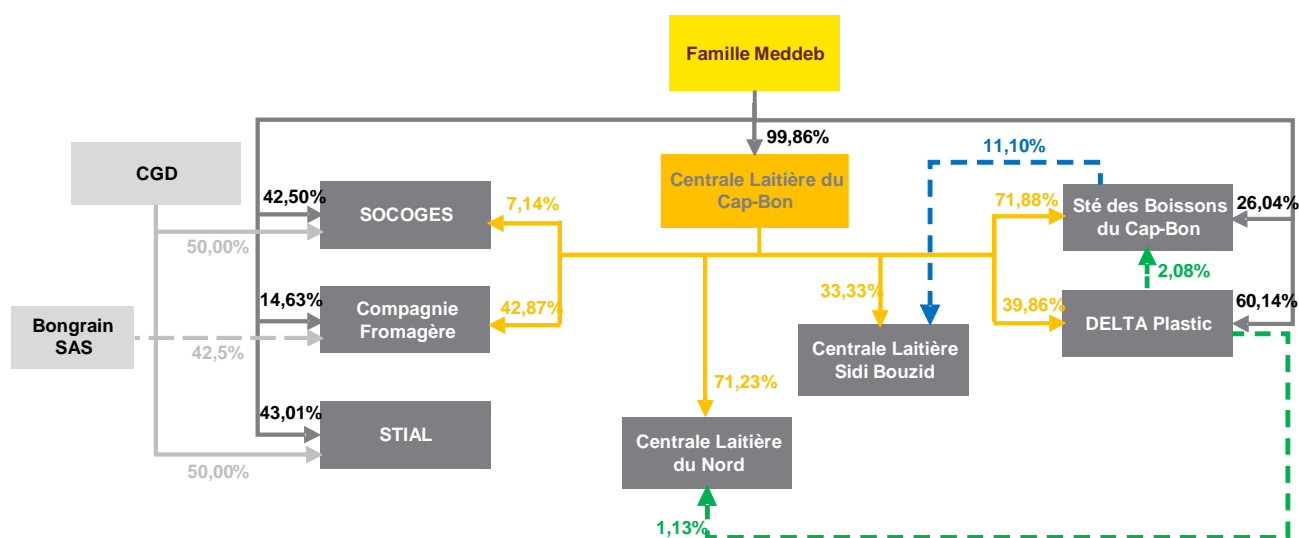 Famille Meddeb
99,86%
11,10%
CGD
Centrale Laitière du
Cap-Bon
42,50%
SOCOGES
7,14%
71,88%
Sté des Boissons
du Cap-Bon
26,04%
50,00%
2,08%
14,63%
Compagnie
Fromagère
42,87%
33,33%
39,86%
DELTA Plastic
60,14%
Bongrain
SAS
42,5%
Centrale Laitière
Sidi Bouzid
71,23%
43,01%
STIAL
Centrale Laitière
du Nord
50,00%
1,13%